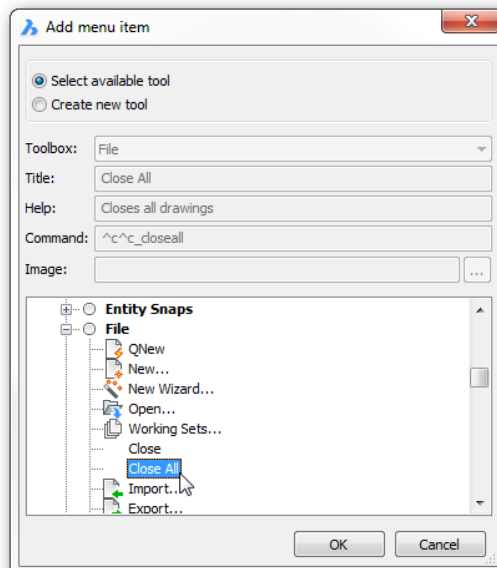 Add menu item
Select available tool
Create new tool
Toolbox: File
Title: Close All
Help: Closes all drawings
Command: ^c^c_closeall
Image: ...
Entity Snaps
File
QNew
New...
New Wizard...
Open...
Working Sets...
Close
Close All
Import...
Export...
OK Cancel